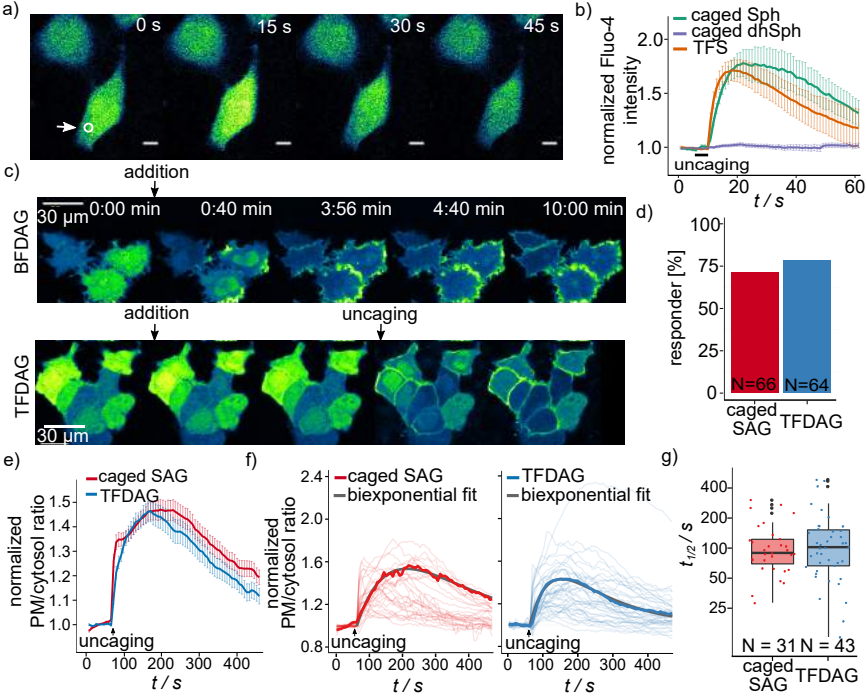 a)
0 s
15 s
30 s
45 s
b)
caged Sph
caged dhSph
TFS
normalized Fluo-4
intensity
2.0
1.5
1.0
uncaging
0
20
40
60
t / s
c)
addition
30 µm
0:00 min
0:40 min
3:56 min
4:40 min
10:00 min
BFDAG
addition
uncaging
TFDAG
30 µm
d)
responder [%]
100
75
50
25
0
N=66
N=64
caged
SAG
TFDAG
e)
caged SAG
TFDAG
normalized
PM/cytosol ratio
1.5
1.4
1.3
1.2
1.1
1.0
uncaging
0
100
200
300
400
t / s
f)
normalized
PM/cytosol ratio
2.4
2.0
1.6
1.2
0.8
caged SAG
biexponential fit
uncaging
0 100 200 300 400
t / s
TFDAG
biexponential fit
uncaging
0 100 200 300 400
t / s
g)
t1/2 / s
400
200
100
50
25
N = 31
N = 43
caged
SAG
TFDAG